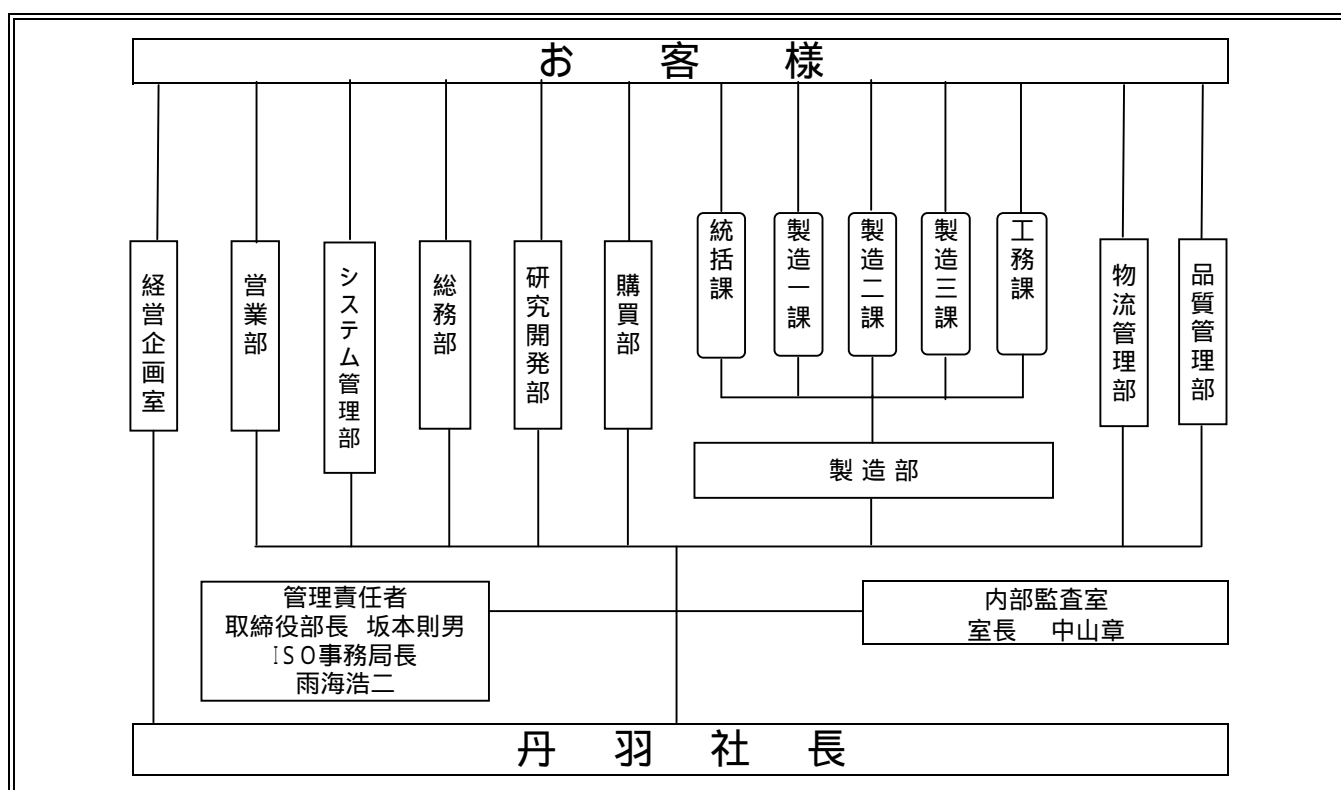 お客様
経営企画室
営業部
システム管理部
総務部
研究開発部
購買部
統括課
製造一課
製造二課
製造三課
工務課
物流管理部
品質管理部
製造部
管理責任者
取締役部長 坂本則男
ISO事務局長
雨海浩二
内部監査室
室長 中山章
丹羽社長